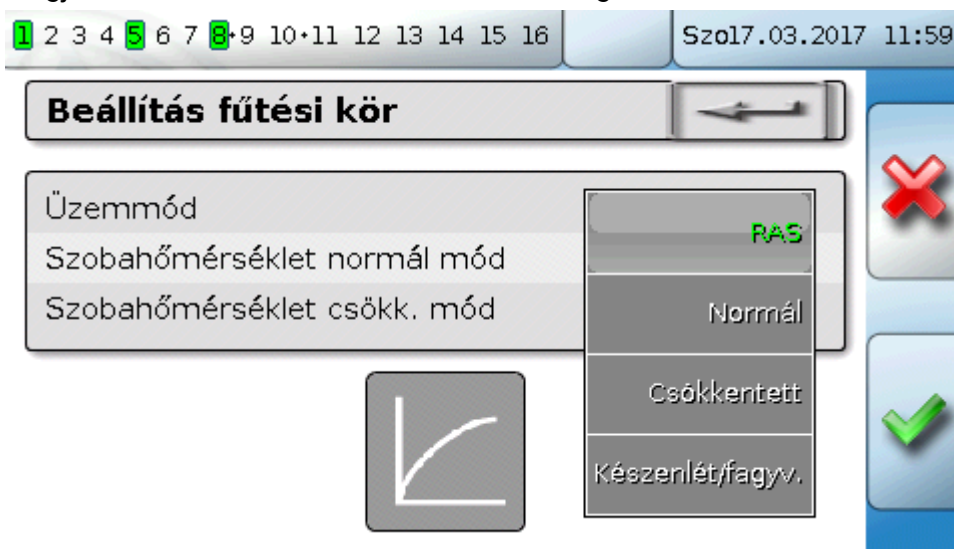 1 2 3 4 5 6 7 8·9 10·11 12 13 14 15 16 Szo17.03.2017 11:59
Beállítás fűtési kör
Üzemmód
Szobahőmérséklet normál mód
Szobahőmérséklet csökk. mód
RAS
Normál
Csökkentett
Készenlét/fagyv.